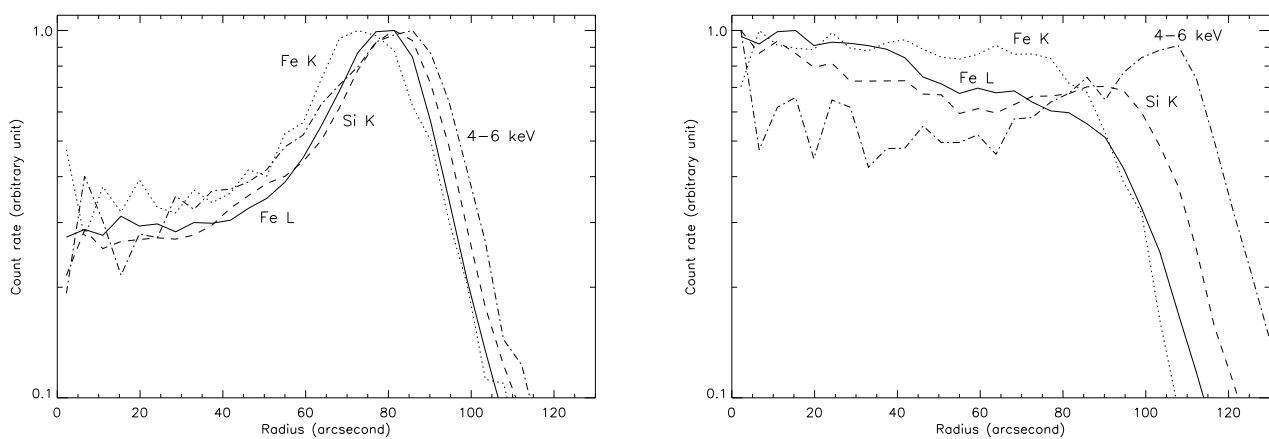 1.0
0.1
Count rate (arbitrary unit)
Fe K
Si K
Fe L
4-6 keV
0 20 40 60 80 100 120
Radius (arcsecond)
1.0
0.1
Count rate (arbitrary unit)
Fe K
4-6 keV
Fe L
Si K
0 20 40 60 80 100 120
Radius (arcsecond)